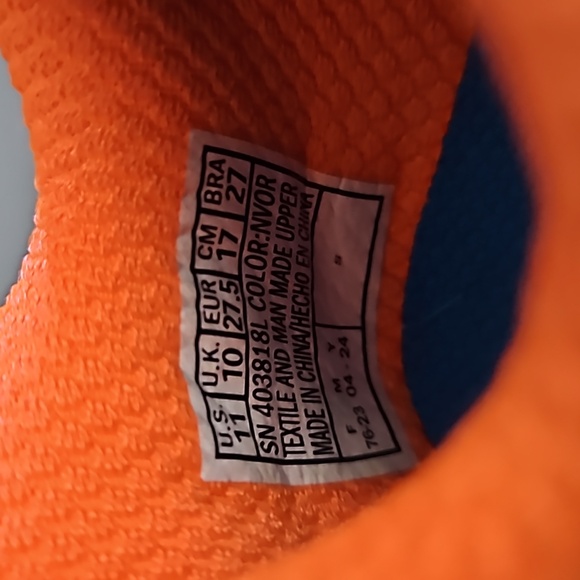 U.S. U.K. EUR CM BRA
11 10 27.5 17 27
SN 403818L COLOR:NVOR
TEXTILE AND MAN MADE UPPER
MADE IN CHINA/HECHO EN CHINA
F M Y
76-23 04 - 24